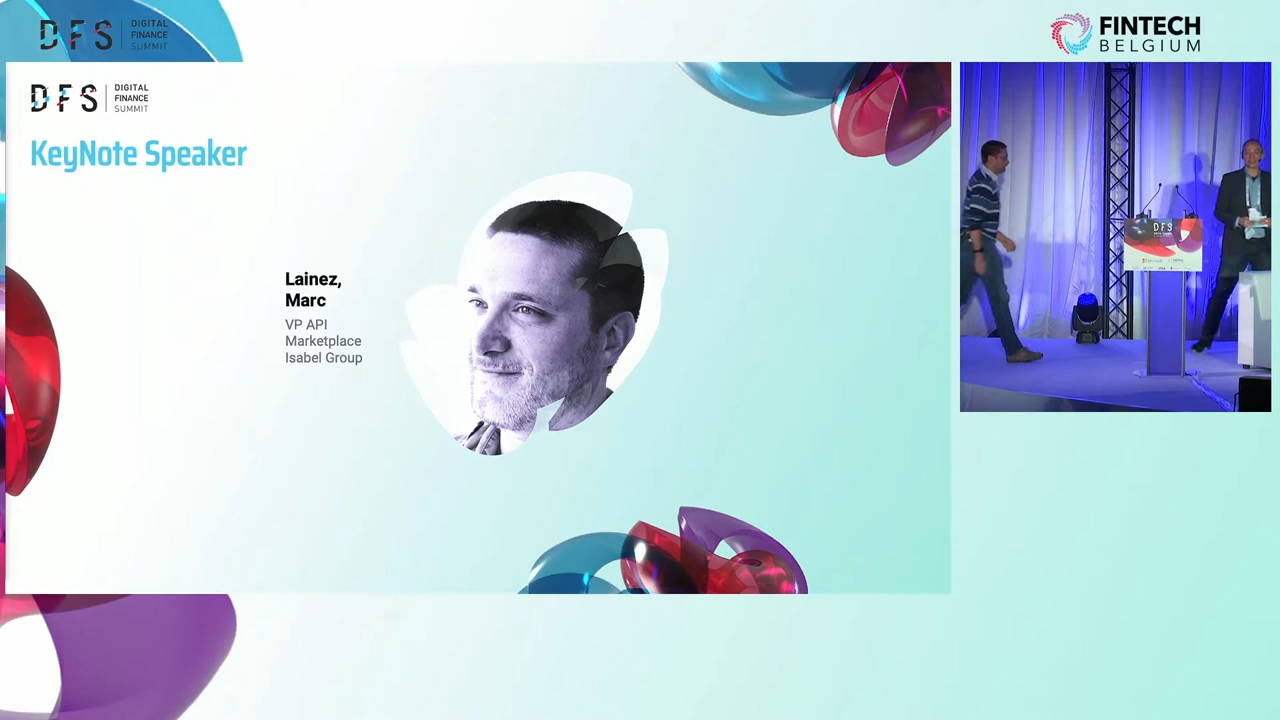 DFS
DIGITAL
FINANCE
SUMMIT
FINTECH
BELGIUM
DFS
DIGITAL
FINANCE
SUMMIT
KeyNote Speaker
Lainez,
Marc
VP API
Marketplace
Isabel Group
DFS